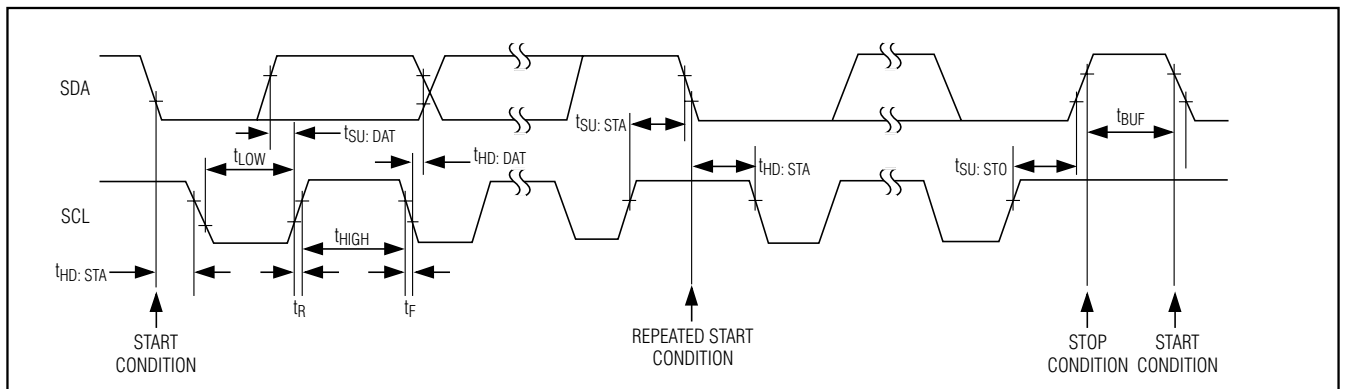 SDA
tSU: DAT
tSU: STA
tBUF
tLOW
tHD: DAT
tHD: STA
tSU: STO
SCL
tHIGH
tHD: STA
tR
tF
START
CONDITION
REPEATED START
CONDITION
STOP
CONDITION
START
CONDITION